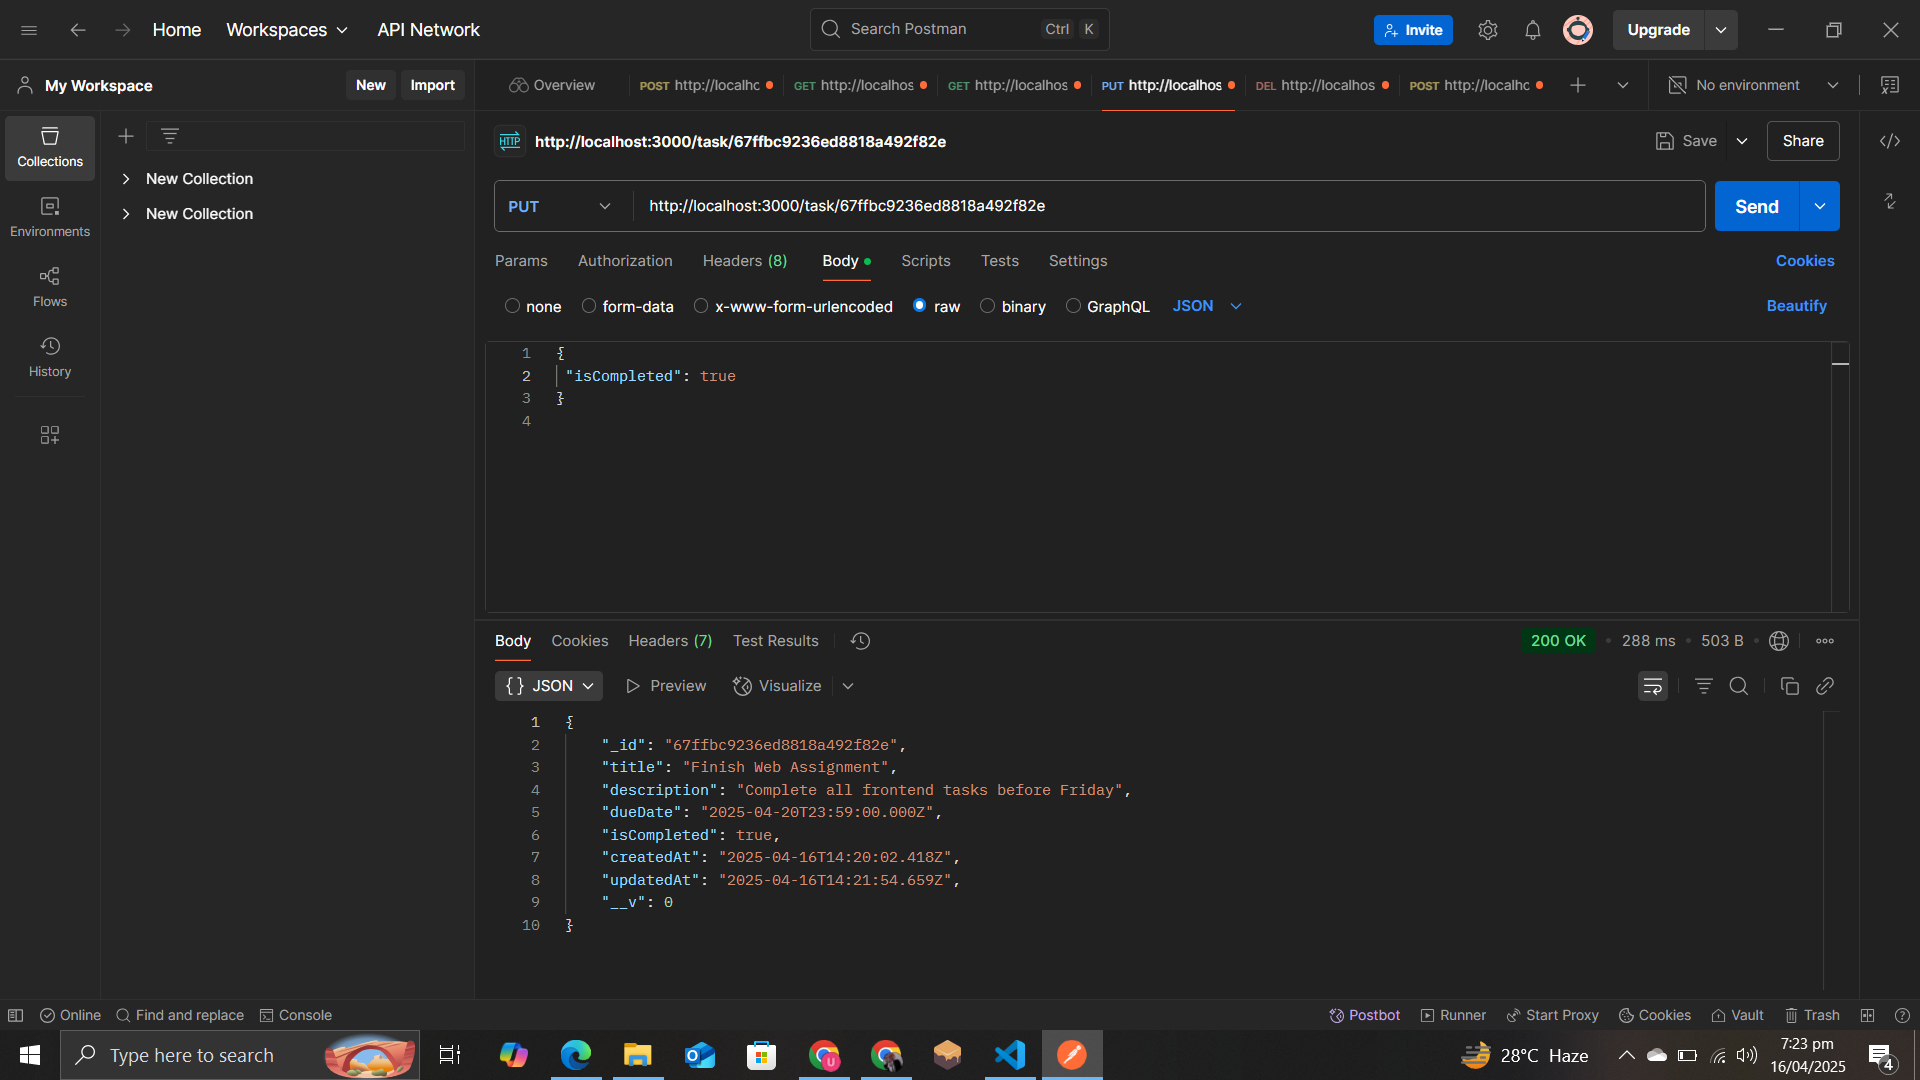 Home Workspaces API Network Search Postman Ctrl K Invite Upgrade
My Workspace New Import Overview POST http://localhc GET http://localhos GET http://localhos PUT http://localhos DEL http://localhos POST http://localhc No environment
Collections
Environments
Flows
History
New Collection
New Collection
HTTP http://localhost:3000/task/67ffbc9236ed8818a492f82e Save Share
PUT http://localhost:3000/task/67ffbc9236ed8818a492f82e Send
Params Authorization Headers (8) Body Scripts Tests Settings Cookies
none form-data x-www-form-urlencoded raw binary GraphQL JSON Beautify
1 {
2 "isCompleted": true
3 }
4
Body Cookies Headers (7) Test Results 200 OK 288 ms 503 B
{} JSON Preview Visualize
1 {
2 "_id": "67ffbc9236ed8818a492f82e",
3 "title": "Finish Web Assignment",
4 "description": "Complete all frontend tasks before Friday",
5 "dueDate": "2025-04-20T23:59:00.000Z",
6 "isCompleted": true,
7 "createdAt": "2025-04-16T14:20:02.418Z",
8 "updatedAt": "2025-04-16T14:21:54.659Z",
9 "__v": 0
10 }
Online Find and replace Console Postbot Runner Start Proxy Cookies Vault Trash
Type here to search 28°C Haze 7:23 pm
16/04/2025
4